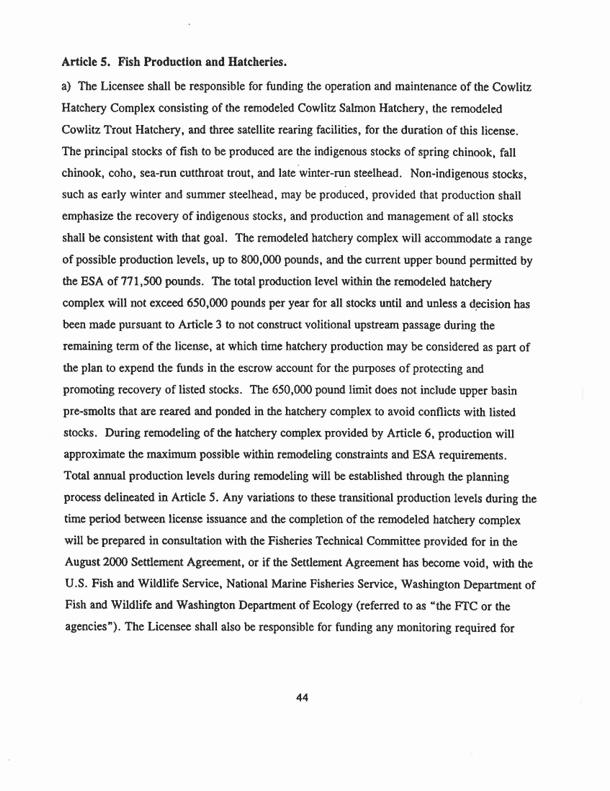 Article 5.  Fish Production and Hatcheries.
a)  The Licensee shall be responsible for funding the operation and maintenance of the Cowlitz
Hatchery Complex consisting of the remodeled Cowlitz Salmon Hatchery, the remodeled
Cowlitz Trout Hatchery, and three satellite rearing facilities, for the duration of this license.
The principal stocks of fish to be produced are the indigenous stocks of spring chinook, fall
chinook, coho, sea-run cutthroat trout, and late winter-run steelhead.  Non-indigenous stocks,
such as early winter and summer steelhead, may be produced, provided that production shall
emphasize the recovery of indigenous stocks, and production and management of all stocks
shall be consistent with that goal.  The remodeled hatchery complex will accommodate a range
of possible production levels, up to 800,000 pounds, and the current upper bound permitted by
the ESA of 771,500 pounds.  The total production level within the remodeled hatchery
complex will not exceed 650,000 pounds per year for all stocks until and unless a decision has
been made pursuant to Article 3 to not construct volitional upstream passage during the
remaining term of the license, at which time hatchery production may be considered as part of
the plan to expend the funds in the escrow account for the purposes of protecting and
promoting recovery of listed stocks.  The 650,000 pound limit does not include upper basin
pre-smolts that are reared and ponded in the hatchery complex to avoid conflicts with listed
stocks.  During remodeling of the hatchery complex provided by Article 6, production will
approximate the maximum possible within remodeling constraints and ESA requirements.
Total annual production levels during remodeling will be established through the planning
process delineated in Article 5. Any variations to these transitional production levels during the
time period between license issuance and the completion of the remodeled hatchery complex
will be prepared in consultation with the Fisheries Technical Committee provided for in the
August 2000 Settlement Agreement, or if the Settlement Agreement has become void, with the
U.S. Fish and Wildlife Service, National Marine Fisheries Service, Washington Department of
Fish and Wildlife and Washington Department of Ecology (referred to as "the FTC or the
agencies"). The Licensee shall also be responsible for funding any monitoring required for
44